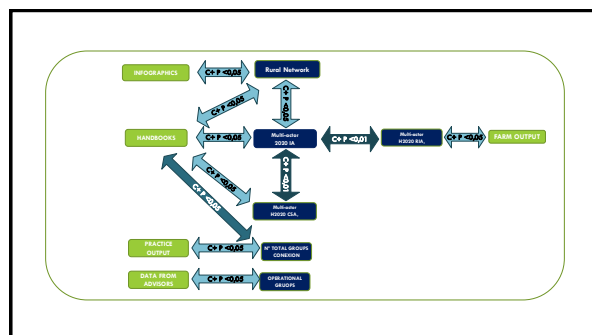 INFOGRAPHICS
C+ P <0,05
Rural Network
C+ P <0,05
C+ P <0,05
HANDBOOKS
C+ P <0,05
Multi-actor
2020 IA
C+ P <0,01
Multi-actor
H2020 RIA,
C+ P <0,05
FARM OUTPUT
C+ P <0,05
C+ P <0,05
C+ P <0,05
Multi-actor
H2020 CSA,
PRACTICE
OUTPUT
C+ P <0,05
Nº TOTAL GROUPS
CONEXION
DATA FROM
ADVISORS
C+ P <0,05
OPERATIONAL
GRUOPS